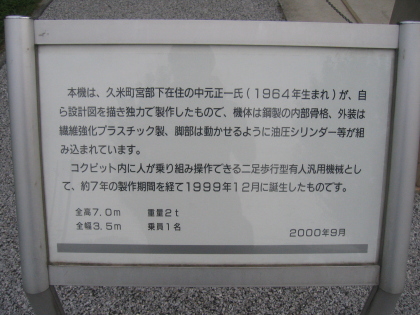 本機は、久米町宮部下在住の中元正一氏(1964年生まれ)が、自
ら設計図を描き独力で製作したもので、機体は鋼製の内部骨格、外装は
繊維強化プラスチック製、脚部は動かせるように油圧シリンダー等が組
み込まれています。
コクピット内に人が乗り組み操作できる二足歩行型有人汎用機械とし
て、約7年の製作期間を経て1999年12月に誕生したものです。
全高7.0m 重量2t
全幅3.5m 乗員1名
2000年9月